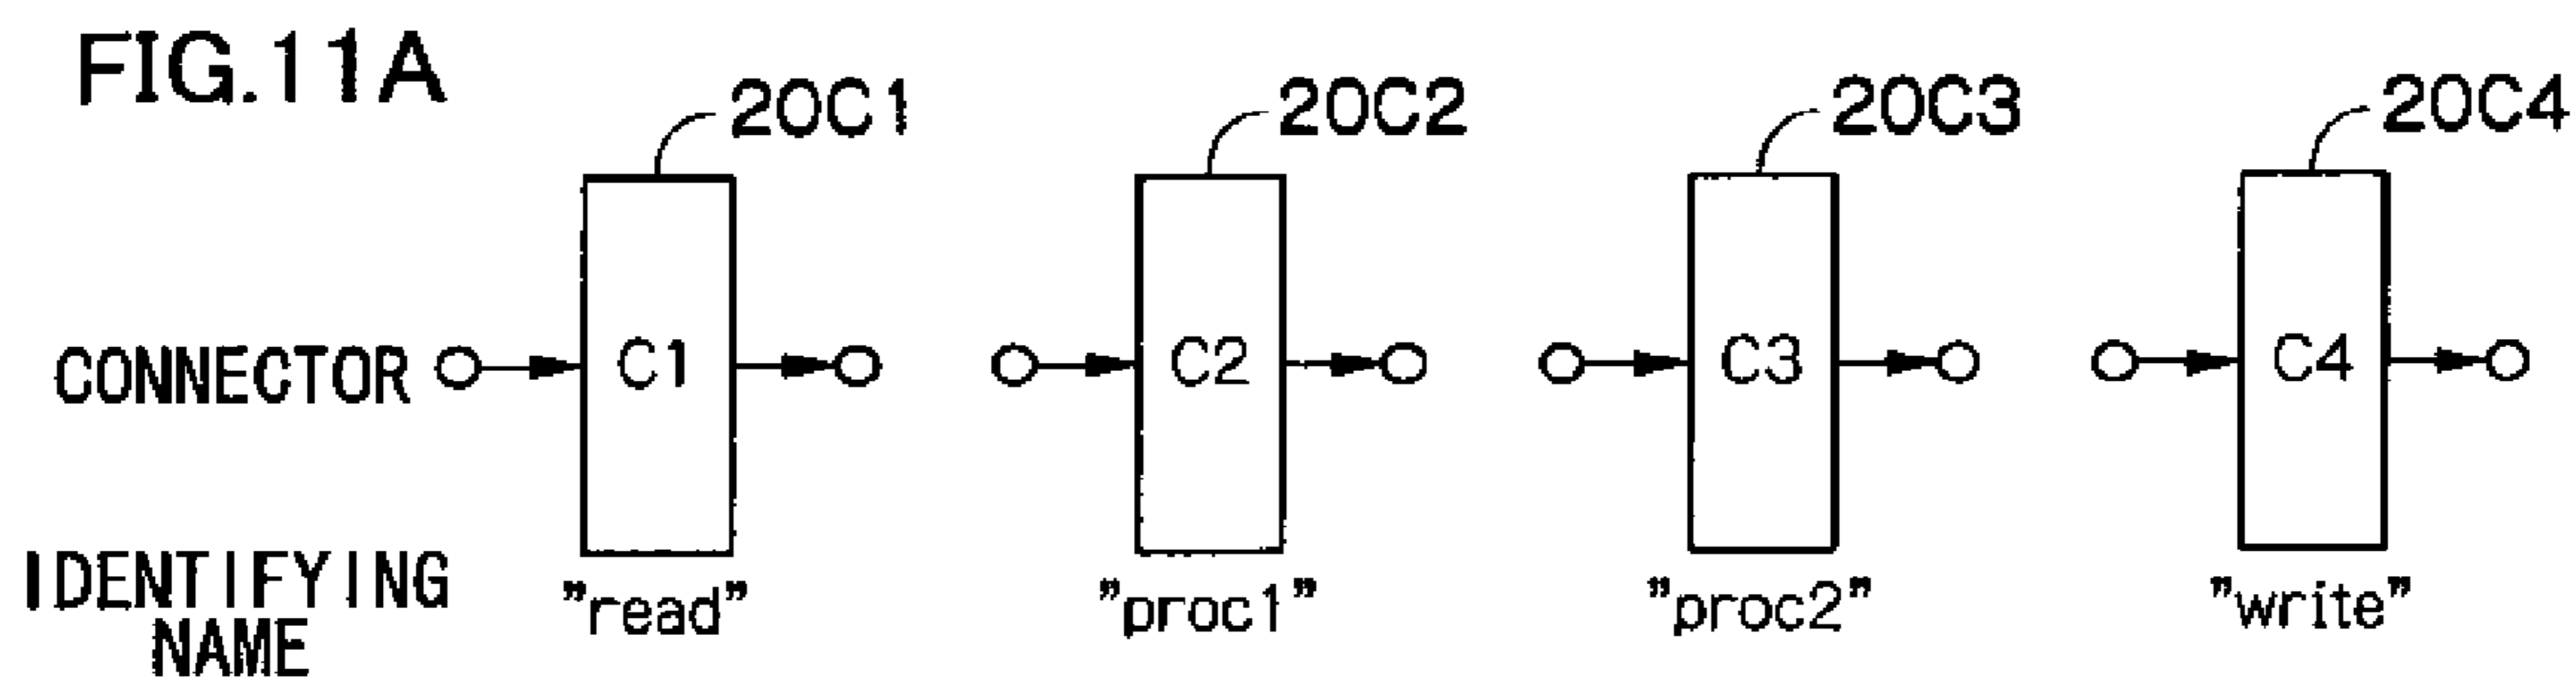 FIG.11A
20C1 20C2 20C3 20C4
CONNECTOR C1 C2 C3 C4
IDENTIFYING
NAME
"read" "proc1" "proc2" "write"